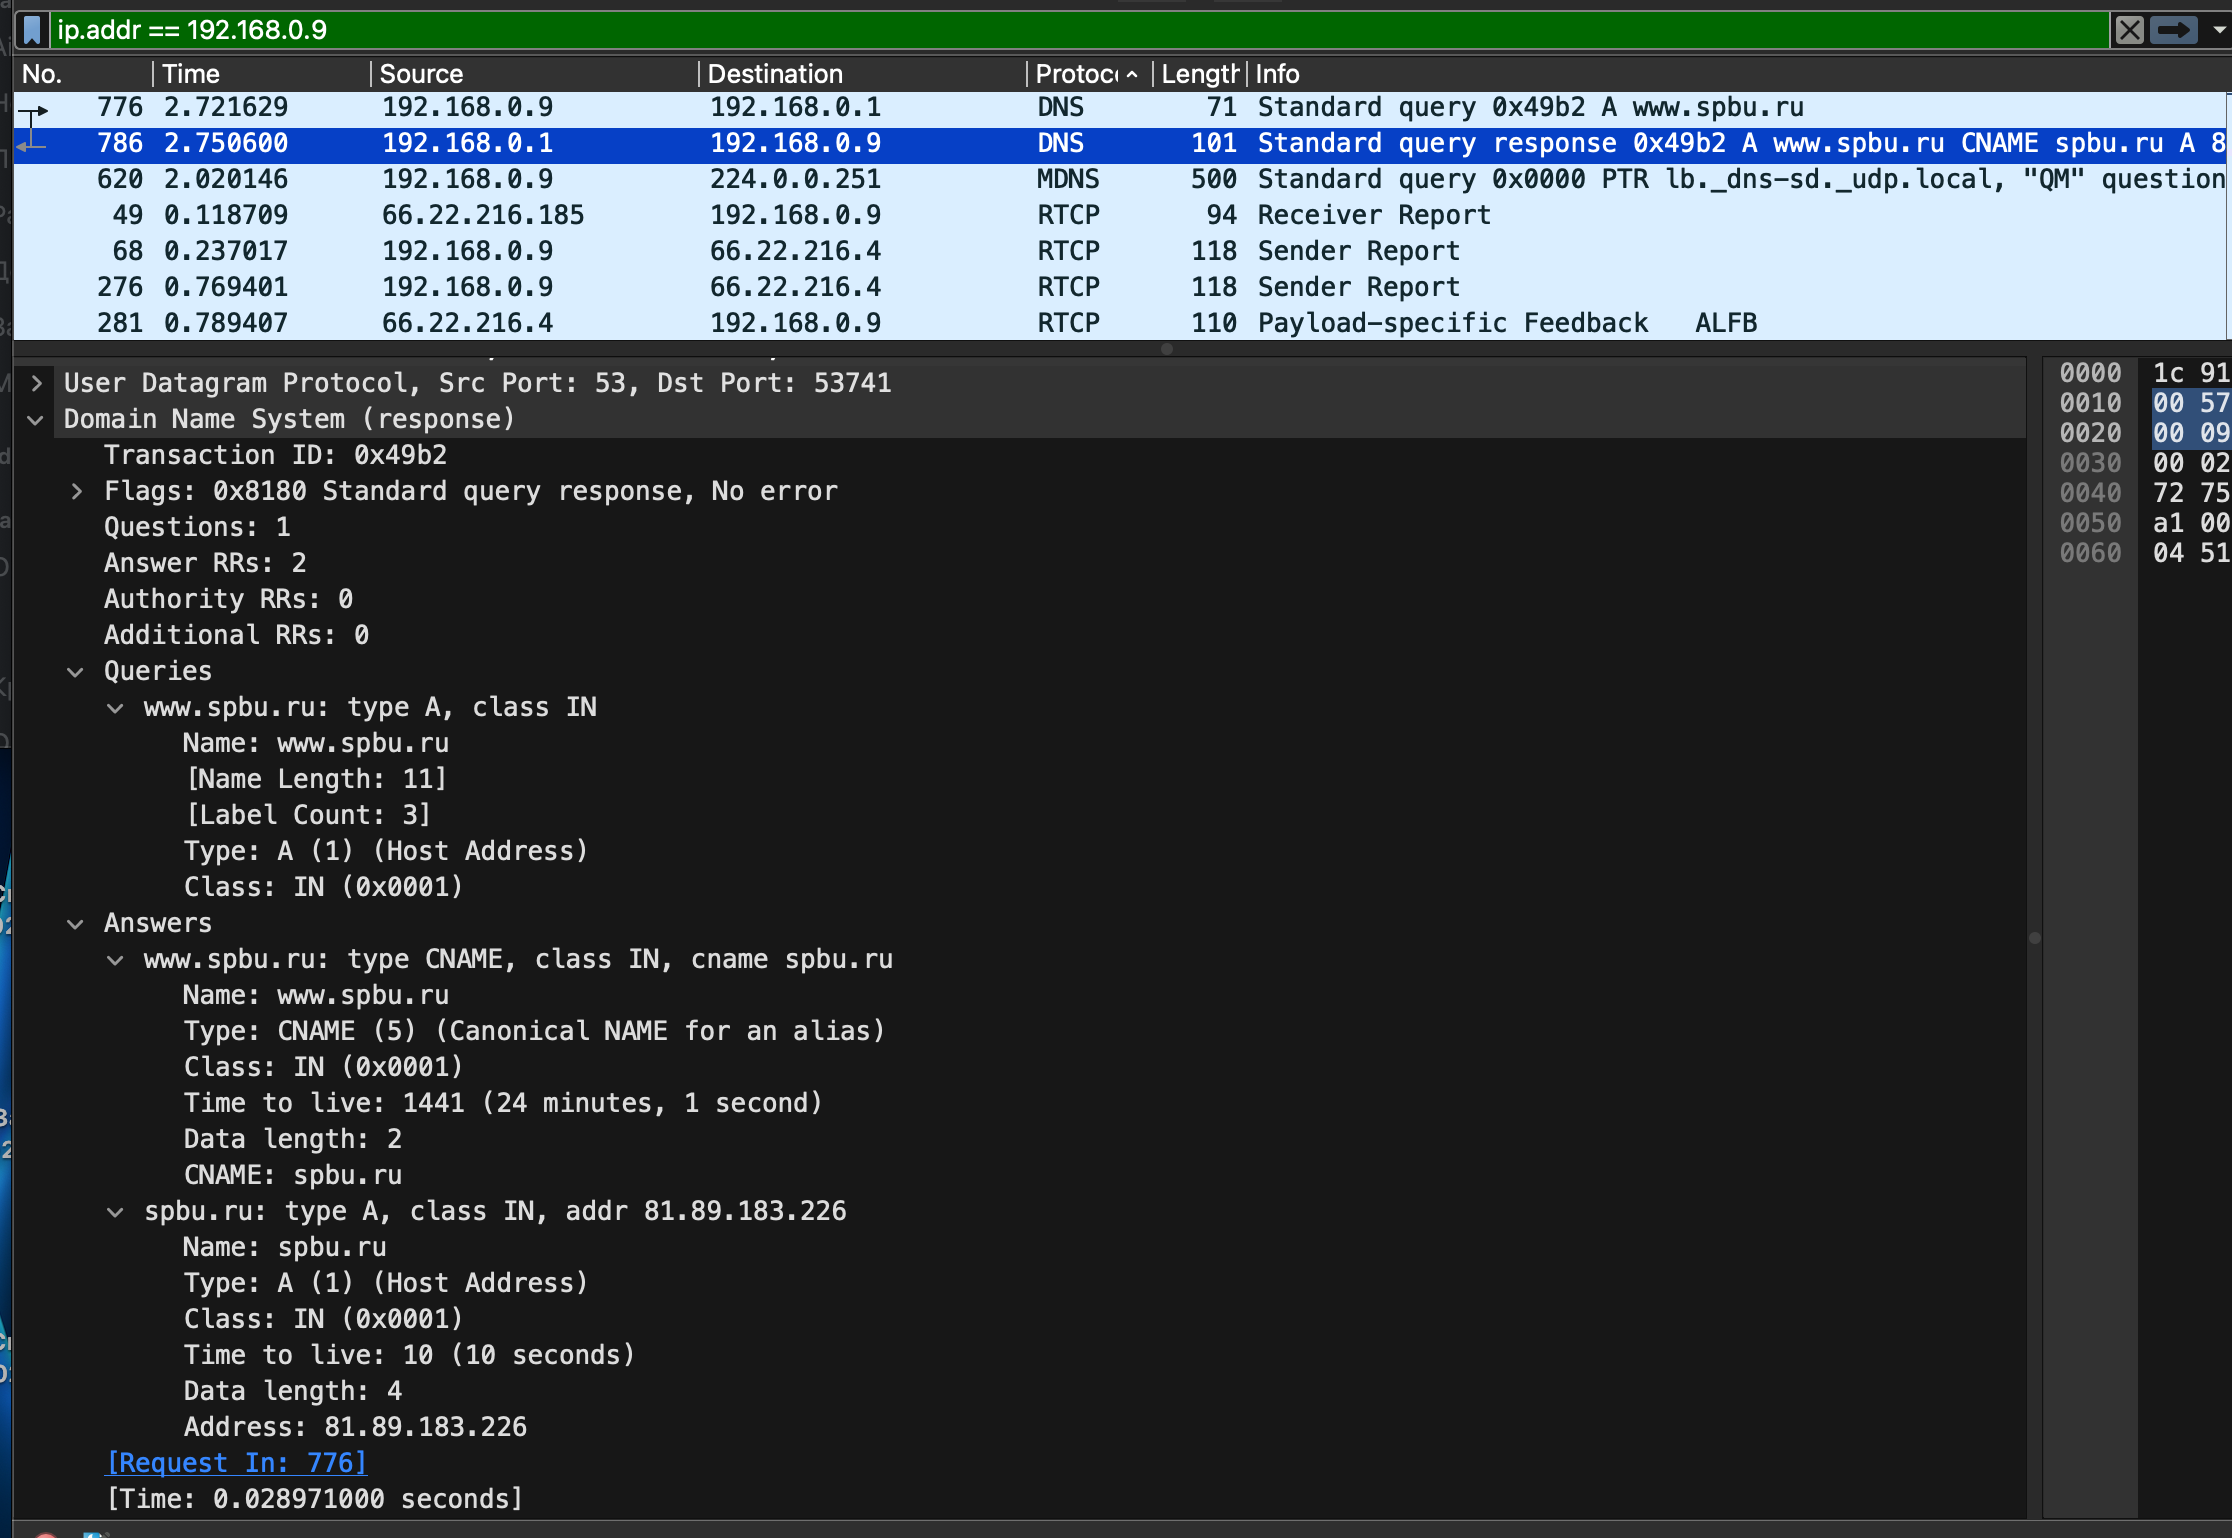 ip.addr == 192.168.0.9
No. Time Source Destination Protoc Length Info
776 2.721629 192.168.0.9 192.168.0.1 DNS 71 Standard query 0x49b2 A www.spbu.ru
786 2.750600 192.168.0.1 192.168.0.9 DNS 101 Standard query response 0x49b2 A www.spbu.ru CNAME spbu.ru A 8
620 2.020146 192.168.0.9 224.0.0.251 MDNS 500 Standard query 0x0000 PTR lb._dns-sd._udp.local, "QM" question
49 0.118709 66.22.216.185 192.168.0.9 RTCP 94 Receiver Report
68 0.237017 192.168.0.9 66.22.216.4 RTCP 118 Sender Report
276 0.769401 192.168.0.9 66.22.216.4 RTCP 118 Sender Report
281 0.789407 66.22.216.4 192.168.0.9 RTCP 110 Payload-specific Feedback ALFB
User Datagram Protocol, Src Port: 53, Dst Port: 53741
Domain Name System (response)
Transaction ID: 0x49b2
Flags: 0x8180 Standard query response, No error
Questions: 1
Answer RRs: 2
Authority RRs: 0
Additional RRs: 0
Queries
www.spbu.ru: type A, class IN
Name: www.spbu.ru
[Name Length: 11]
[Label Count: 3]
Type: A (1) (Host Address)
Class: IN (0x0001)
Answers
www.spbu.ru: type CNAME, class IN, cname spbu.ru
Name: www.spbu.ru
Type: CNAME (5) (Canonical NAME for an alias)
Class: IN (0x0001)
Time to live: 1441 (24 minutes, 1 second)
Data length: 2
CNAME: spbu.ru
spbu.ru: type A, class IN, addr 81.89.183.226
Name: spbu.ru
Type: A (1) (Host Address)
Class: IN (0x0001)
Time to live: 10 (10 seconds)
Data length: 4
Address: 81.89.183.226
[Request In: 776]
[Time: 0.028971000 seconds]
0000 1c 91
0010 00 57
0020 00 09
0030 00 02
0040 72 75
0050 a1 00
0060 04 51